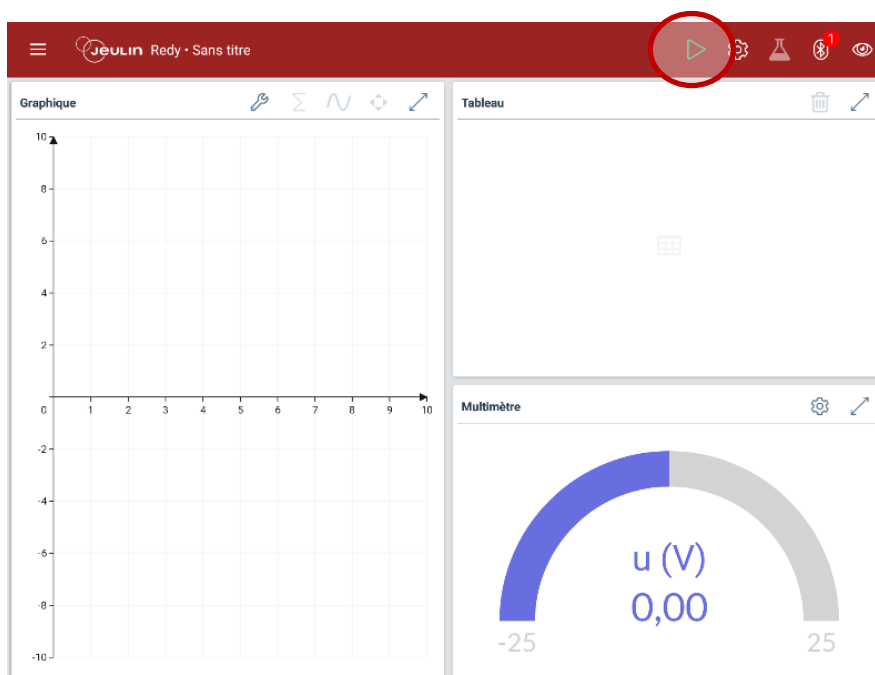 Jeulin Redy • Sans titre
1
Graphique
10
8
6
4
2
0 1 2 3 4 5 6 7 8 9 10
-2
-4
-6
-8
-10
Tableau
Multimètre
u (V)
0,00
-25 25